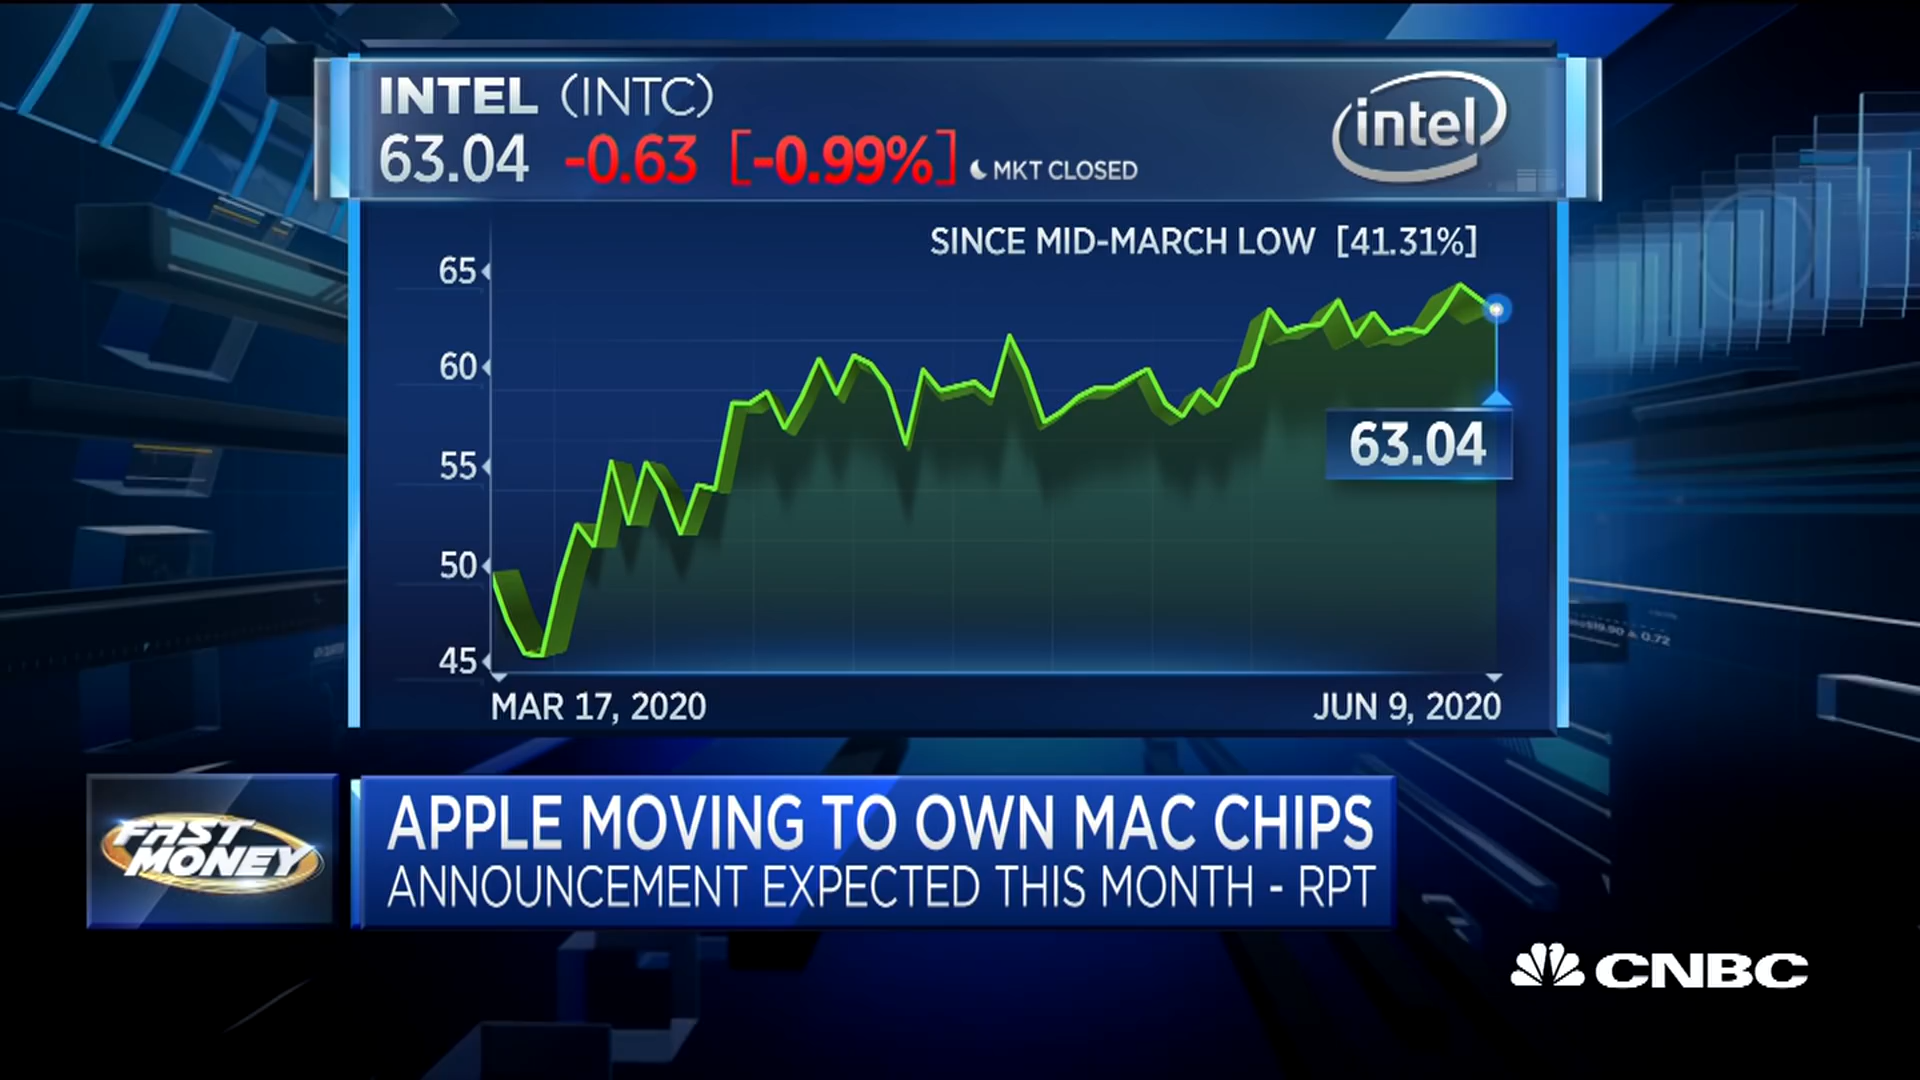 INTEL (INTC)
63.04 -0.63 [-0.99%] MKT CLOSED
intel
SINCE MID-MARCH LOW [41.31%]
65
60
55
50
45
63.04
MAR 17, 2020 JUN 9, 2020
FAST
MONEY
APPLE MOVING TO OWN MAC CHIPS
ANNOUNCEMENT EXPECTED THIS MONTH - RPT
CNBC